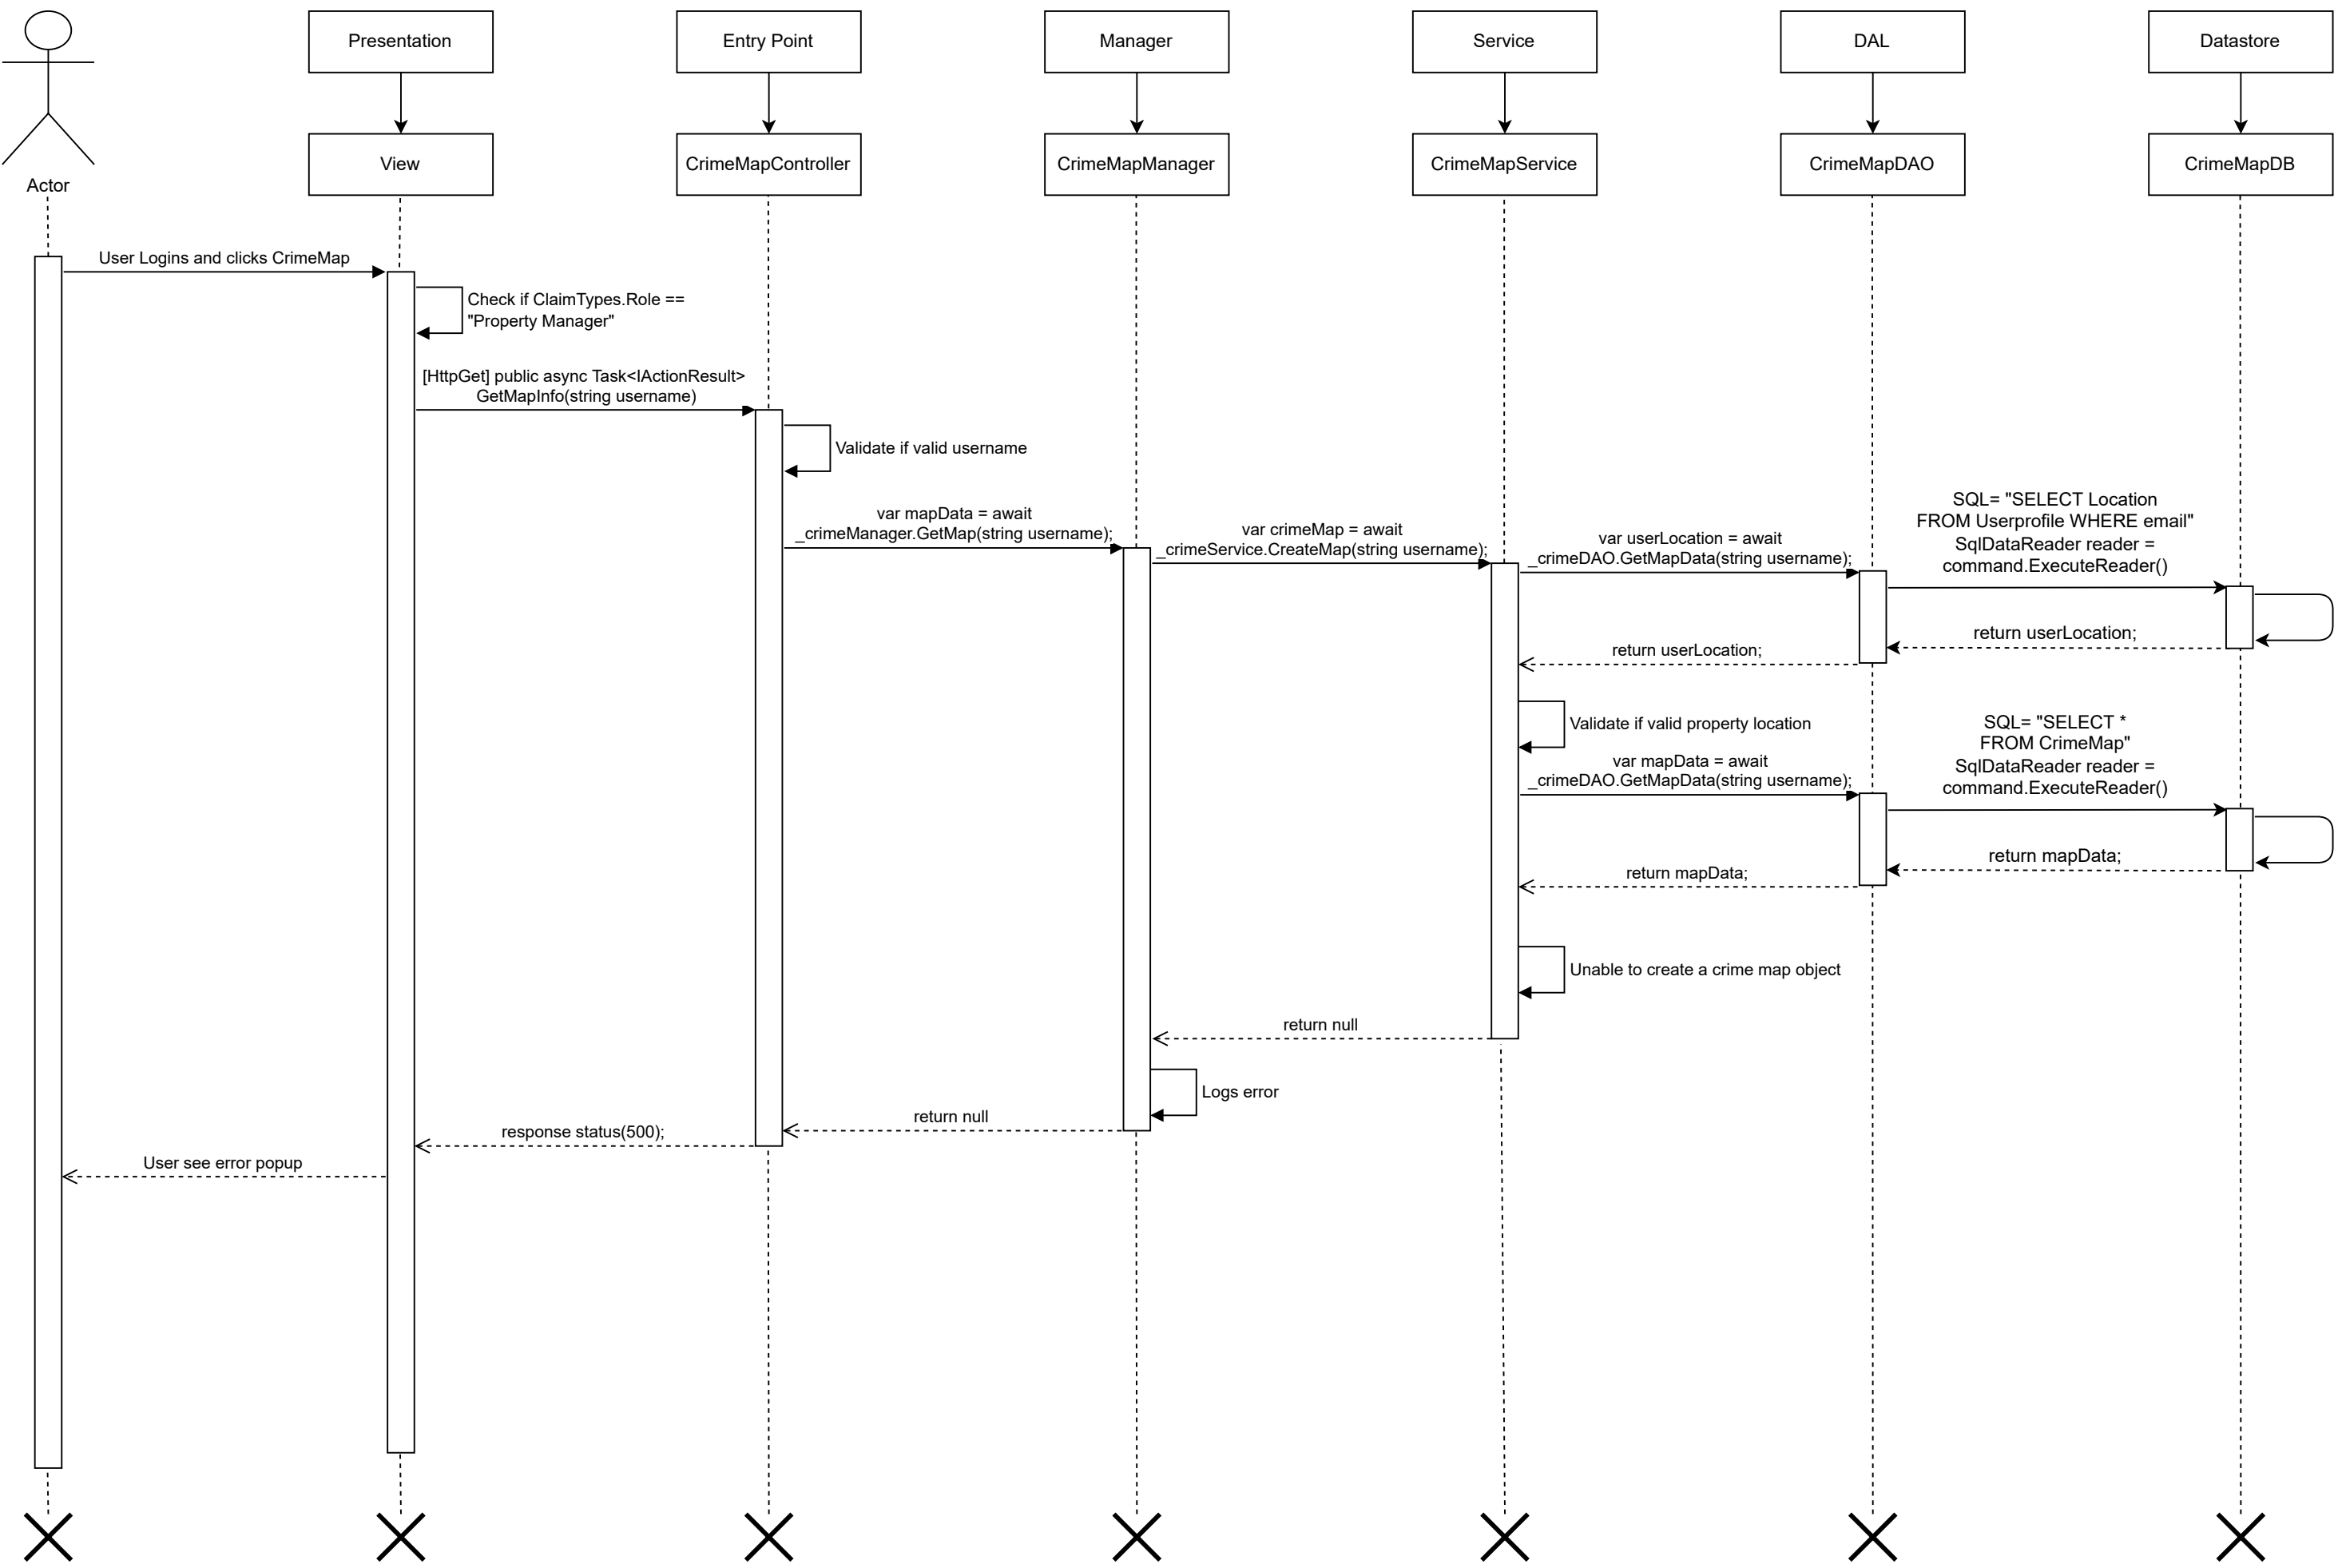 Presentation
Entry Point
Manager
Service
DAL
Datastore
View
CrimeMapController
CrimeMapManager
CrimeMapService
CrimeMapDAO
CrimeMapDB
Actor
User Logins and clicks CrimeMap
Check if ClaimTypes.Role ==
"Property Manager"
[HttpGet] public async Task<IActionResult>
GetMapInfo(string username)
Validate if valid username
var mapData = await
_crimeManager.GetMap(string username);
var crimeMap = await
_crimeService.CreateMap(string username);
var userLocation = await
_crimeDAO.GetMapData(string username);
SQL= "SELECT Location
FROM Userprofile WHERE email"
SqlDataReader reader =
command.ExecuteReader()
return userLocation;
return userLocation;
Validate if valid property location
var mapData = await
_crimeDAO.GetMapData(string username);
SQL= "SELECT *
FROM CrimeMap"
SqlDataReader reader =
command.ExecuteReader()
return mapData;
return mapData;
Unable to create a crime map object
return null
Logs error
return null
response status(500);
User see error popup